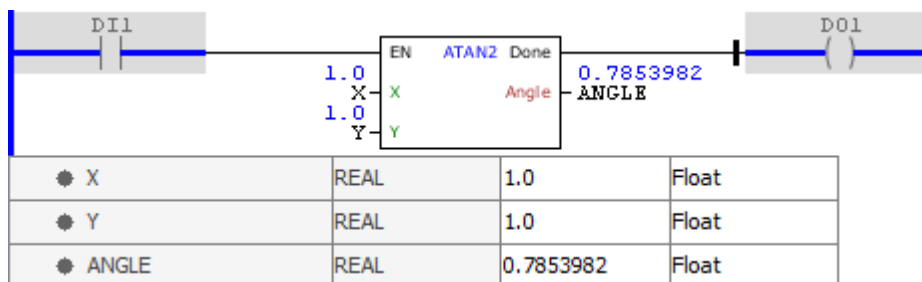 DI1
DO1
EN ATAN2 Done
1.0
0.7853982
X X Angle ANGLE
1.0
Y Y
X REAL 1.0 Float
Y REAL 1.0 Float
ANGLE REAL 0.7853982 Float